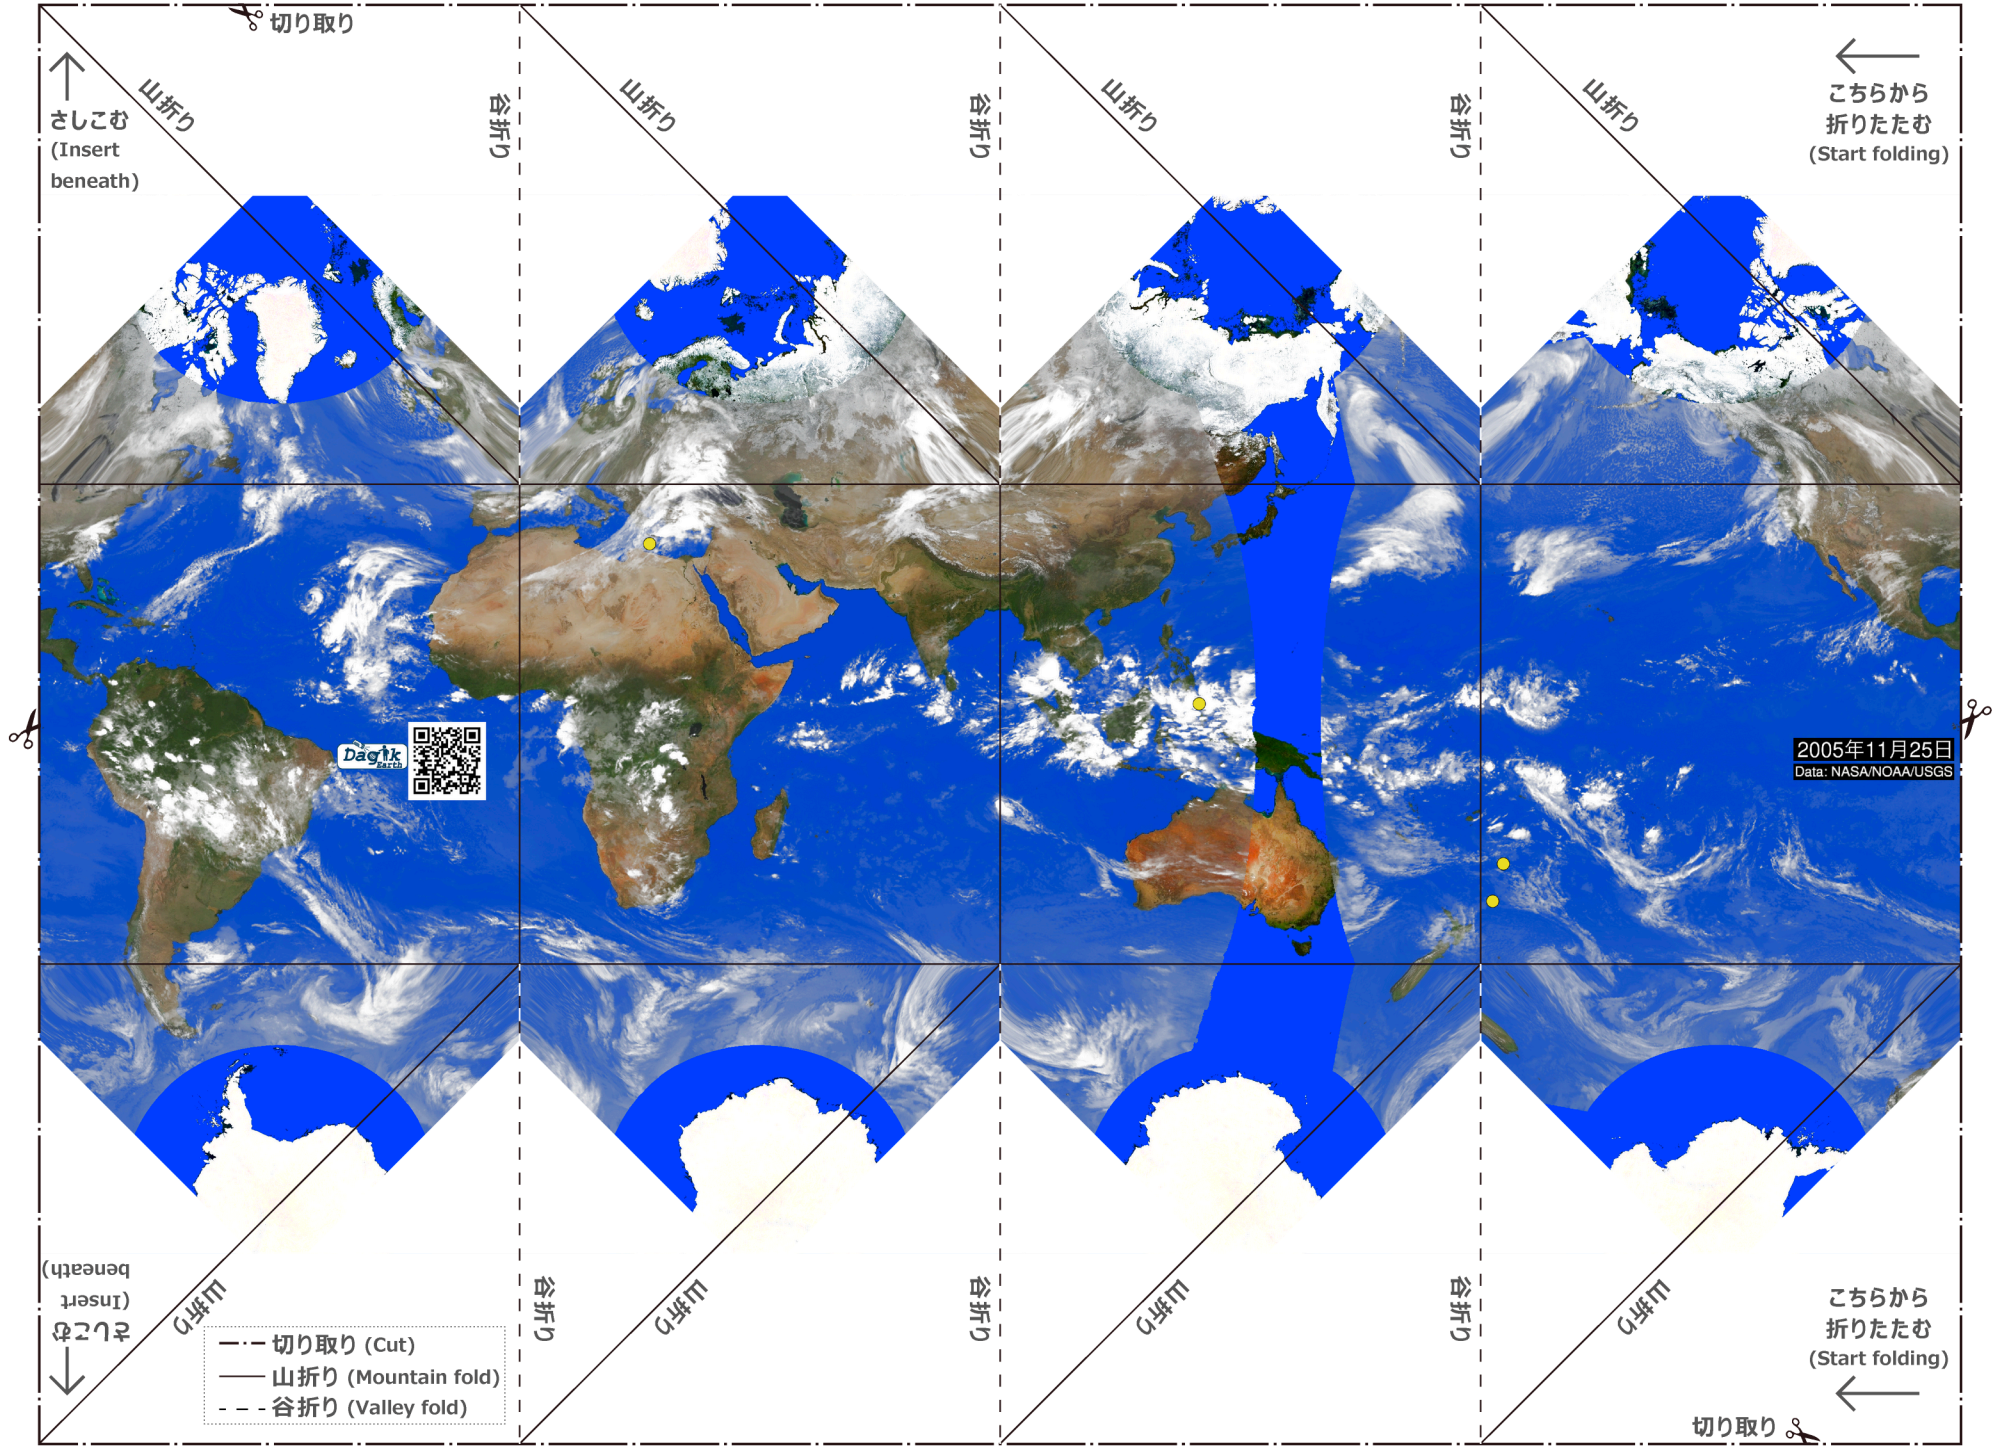 切り取り
さしこむ
(Insert
beneath)
山折り
谷折り
山折り
谷折り
山折り
谷折り
山折り
こちらから
折りたたむ
(Start folding)
Dagik
Earth
2005年11月25日
Data: NASA/NOAA/USGS
さしこむ
(Insert
beneath)
山折り
谷折り
山折り
谷折り
山折り
谷折り
山折り
こちらから
折りたたむ
(Start folding)
切り取り (Cut)
山折り (Mountain fold)
谷折り (Valley fold)
切り取り